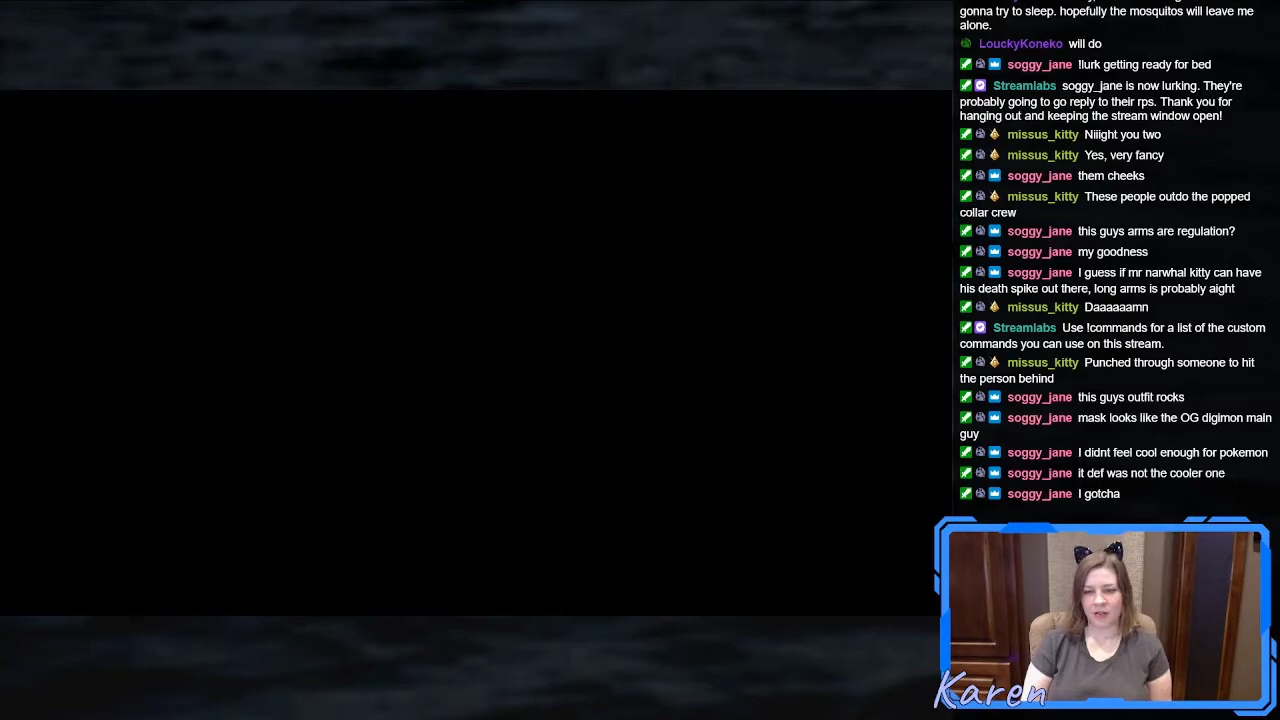 gonna try to sleep. hopefully the mosquitos will leave me
alone.
LouckyKoneko will do
soggy_jane !lurk getting ready for bed
Streamlabs soggy_jane is now lurking. They're
probably going to go reply to their rps. Thank you for
hanging out and keeping the stream window open!
missus_kitty Niiight you two
missus_kitty Yes, very fancy
soggy_jane them cheeks
missus_kitty These people outdo the popped
collar crew
soggy_jane this guys arms are regulation?
soggy_jane my goodness
soggy_jane I guess if mr narwhal kitty can have
his death spike out there, long arms is probably aight
missus_kitty Daaaaaamn
Streamlabs Use !commands for a list of the custom
commands you can use on this stream.
missus_kitty Punched through someone to hit
the person behind
soggy_jane this guys outfit rocks
soggy_jane mask looks like the OG digimon main
guy
soggy_jane I didnt feel cool enough for pokemon
soggy_jane it def was not the cooler one
soggy_jane I gotcha
Karen